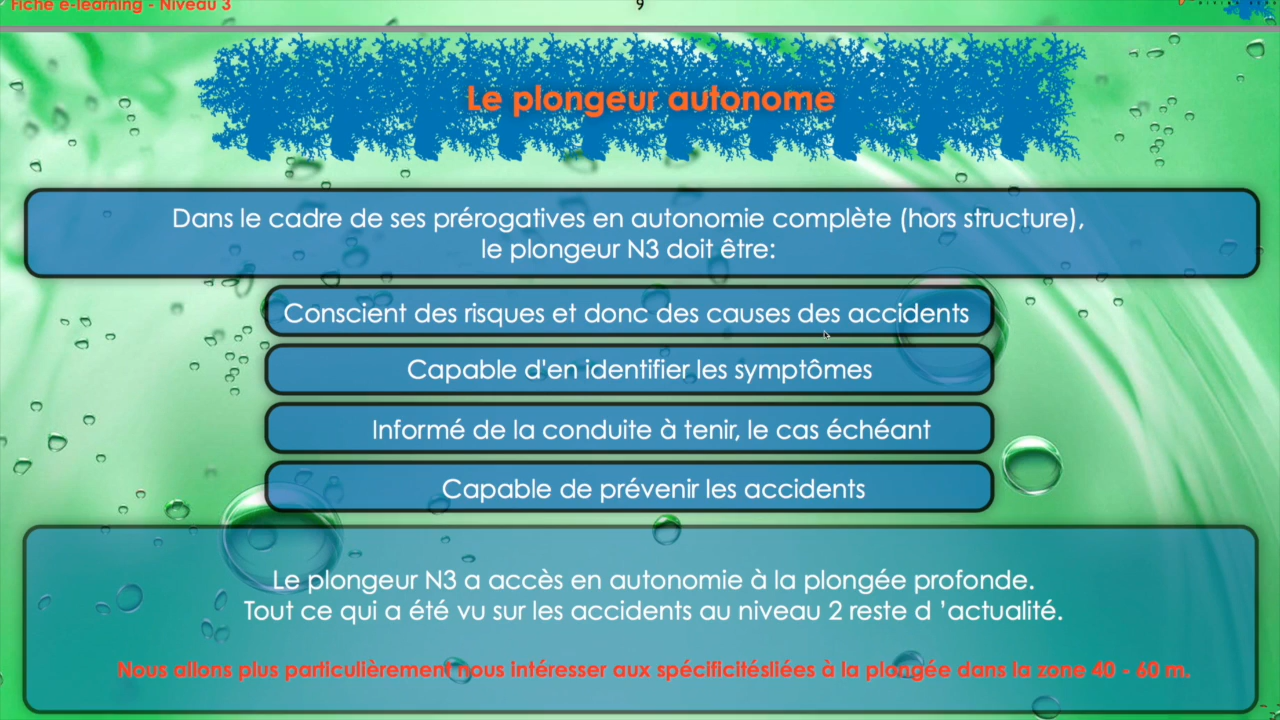 Fiche e-learning - Niveau 3
9
Le plongeur autonome
Dans le cadre de ses prérogatives en autonomie complète (hors structure),
le plongeur N3 doit être:
Conscient des risques et donc des causes des accidents
Capable d'en identifier les symptômes
Informé de la conduite à tenir, le cas échéant
Capable de prévenir les accidents
Le plongeur N3 a accès en autonomie à la plongée profonde.
Tout ce qui a été vu sur les accidents au niveau 2 reste d ’actualité.
Nous allons plus particulièrement nous intéresser aux spécificitésliées à la plongée dans la zone 40 - 60 m.